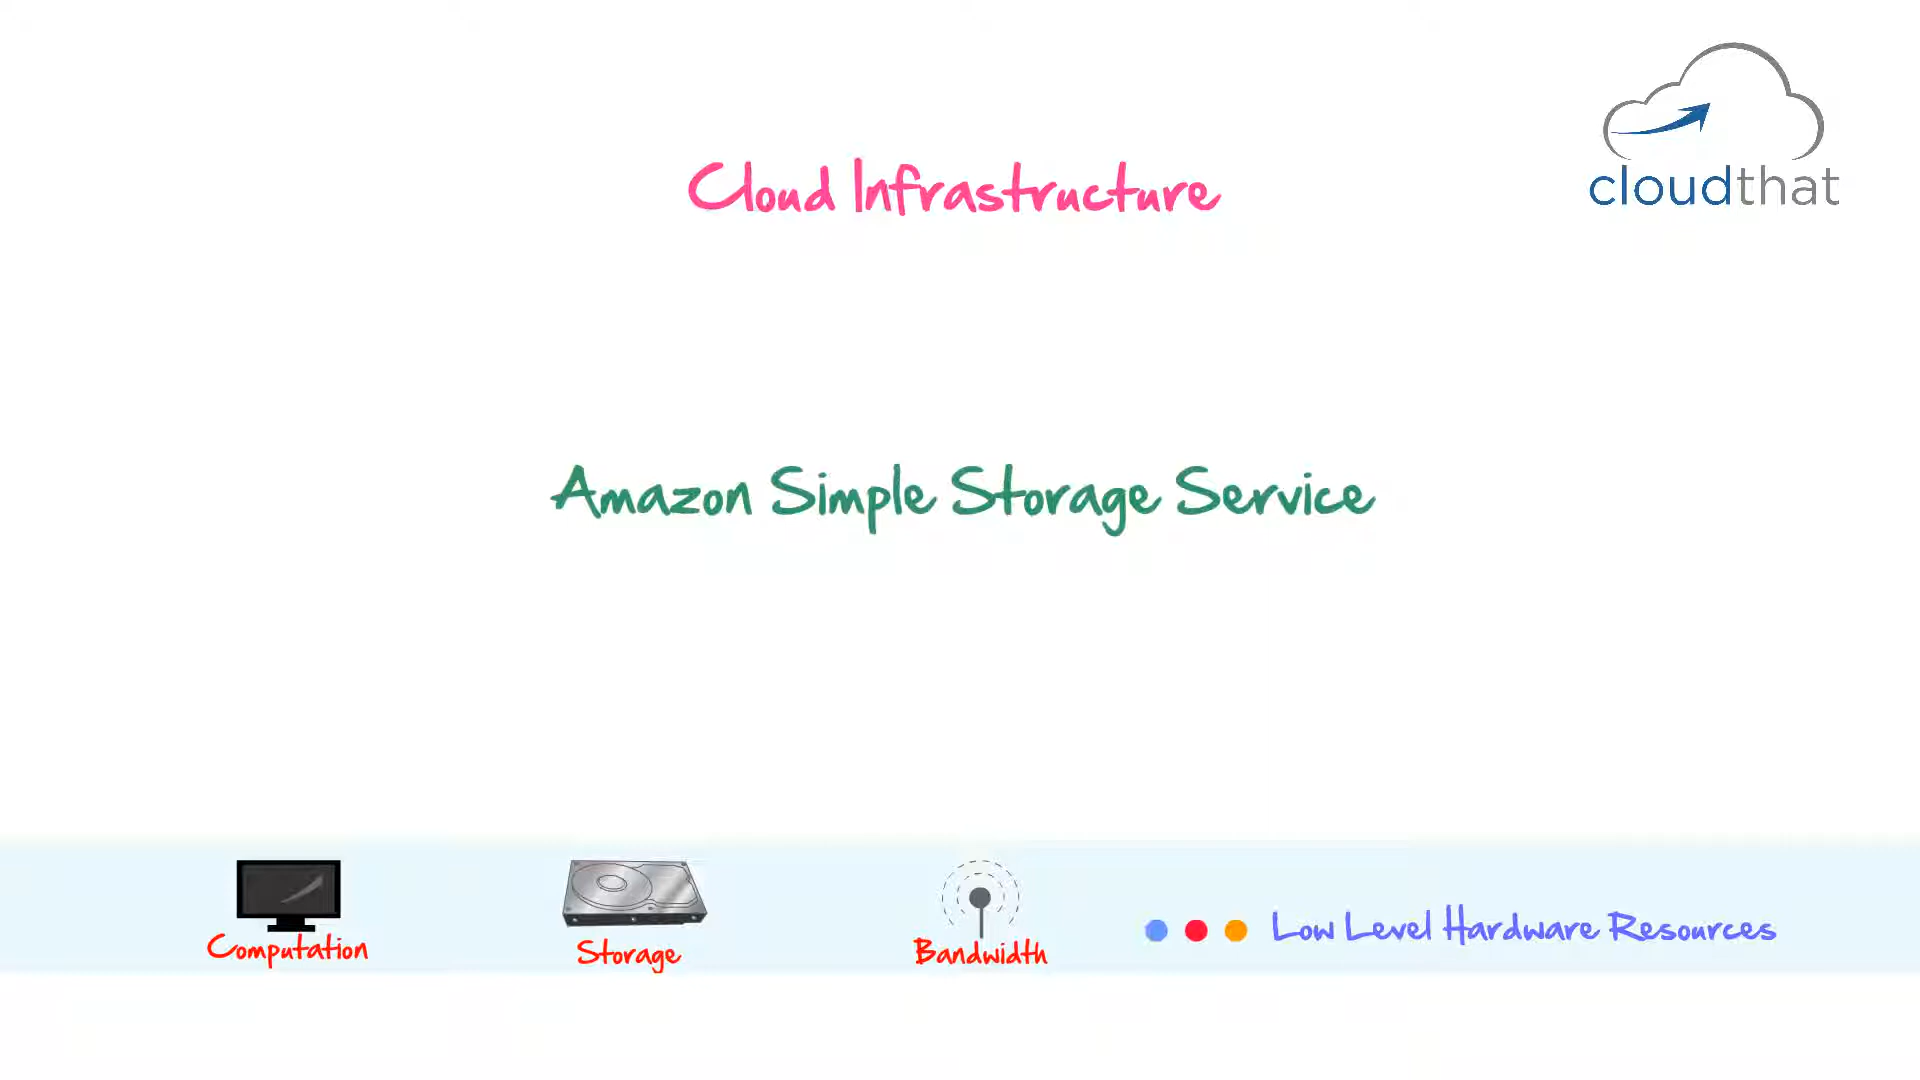 Cloud Infrastructure
cloudthat
Amazon Simple Storage Service
Computation
Storage
Bandwidth
Low Level Hardware Resources